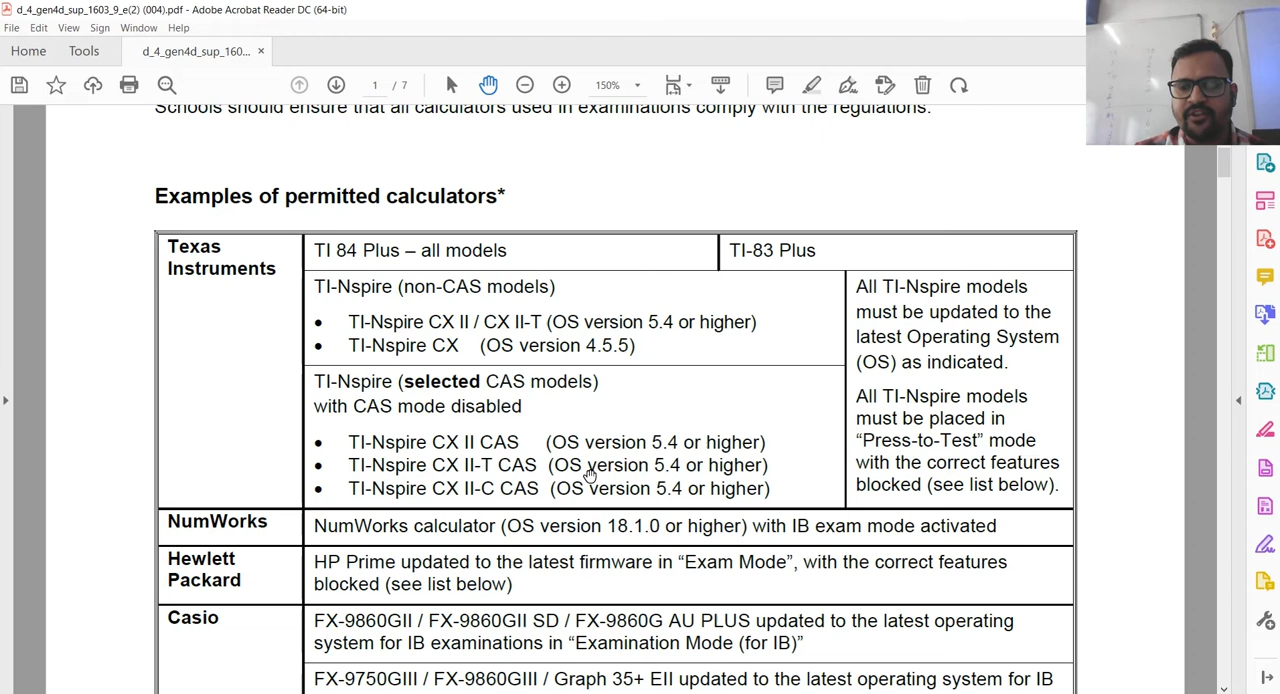 d_4_gen4d_sup_1603_9_e(2) (004).pdf - Adobe Acrobat Reader DC (64-bit)
File Edit View Sign Window Help
Home Tools d_4_gen4d_sup_160... ×
1 / 7 150%
Schools should ensure that all calculators used in examinations comply with the regulations.
Examples of permitted calculators*
Texas Instruments
TI 84 Plus – all models
TI-83 Plus
TI-Nspire (non-CAS models)
• TI-Nspire CX II / CX II-T (OS version 5.4 or higher)
• TI-Nspire CX (OS version 4.5.5)
TI-Nspire (selected CAS models)
with CAS mode disabled
• TI-Nspire CX II CAS (OS version 5.4 or higher)
• TI-Nspire CX II-T CAS (OS version 5.4 or higher)
• TI-Nspire CX II-C CAS (OS version 5.4 or higher)
All TI-Nspire models
must be updated to the
latest Operating System
(OS) as indicated.
All TI-Nspire models
must be placed in
“Press-to-Test” mode
with the correct features
blocked (see list below).
NumWorks
NumWorks calculator (OS version 18.1.0 or higher) with IB exam mode activated
Hewlett
Packard
HP Prime updated to the latest firmware in “Exam Mode”, with the correct features
blocked (see list below)
Casio
FX-9860GII / FX-9860GII SD / FX-9860G AU PLUS updated to the latest operating
system for IB examinations in “Examination Mode (for IB)”
FX-9750GIII / FX-9860GIII / Graph 35+ EII updated to the latest operating system for IB